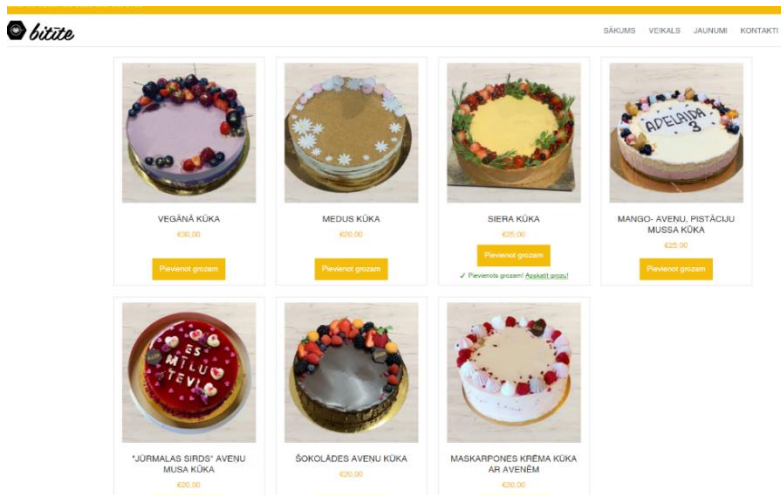 bitīte
SĀKUMS VEIKALS JAUNUMI KONTAKTI
ADELAIDA
3
VEGĀNĀ KŪKA
€30.00
Pievienot grozam
MEDUS KŪKA
€20.00
Pievienot grozam
SIERA KŪKA
€25.00
Pievienot grozam
✓ Pievienots grozam! Apskatīt grozu!
MANGO- AVEŅU, PISTĀCIJU
MUSSA KŪKA
€25.00
Pievienot grozam
ES
MĪLU
TEVI
"JŪRMALAS SIRDS" AVEŅU
MUSA KŪKA
€20.00
ŠOKOLĀDES AVEŅU KŪKA
€20.00
MASKARPONES KRĒMA KŪKA
AR AVENĒM
€20.00